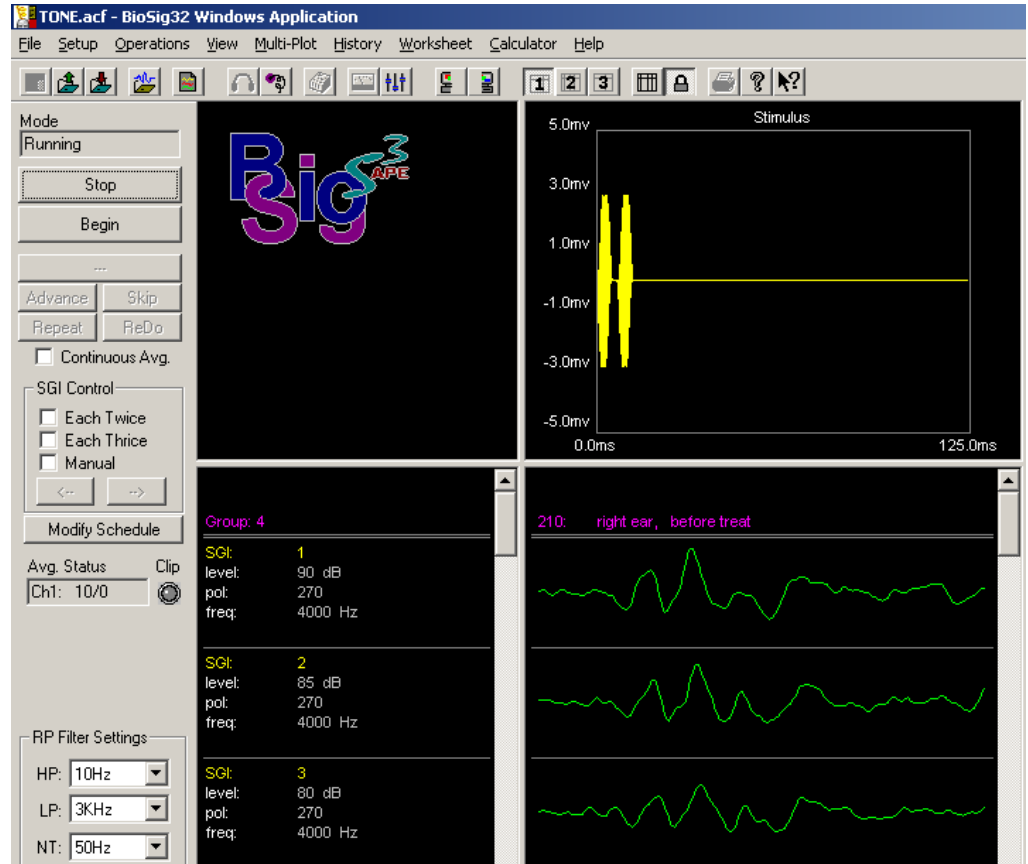 TONE.acf - BioSig32 Windows Application
File Setup Operations View Multi-Plot History Worksheet Calculator Help
1 2 3
Mode
Running
Stop
Begin
---
Advance Skip
Repeat ReDo
Continuous Avg.
SGI Control
Each Twice
Each Thrice
Manual
<-- -->
Modify Schedule
Avg. Status Clip
Ch1: 10/0
RP Filter Settings
HP: 10Hz
LP: 3KHz
NT: 50Hz
BioSig
3
APE
Stimulus
5.0mv
3.0mv
1.0mv
-1.0mv
-3.0mv
-5.0mv
0.0ms 125.0ms
Group: 4
SGI: 1
level: 90 dB
pol: 270
freq: 4000 Hz
SGI: 2
level: 85 dB
pol: 270
freq: 4000 Hz
SGI: 3
level: 80 dB
pol: 270
freq: 4000 Hz
210: right ear, before treat